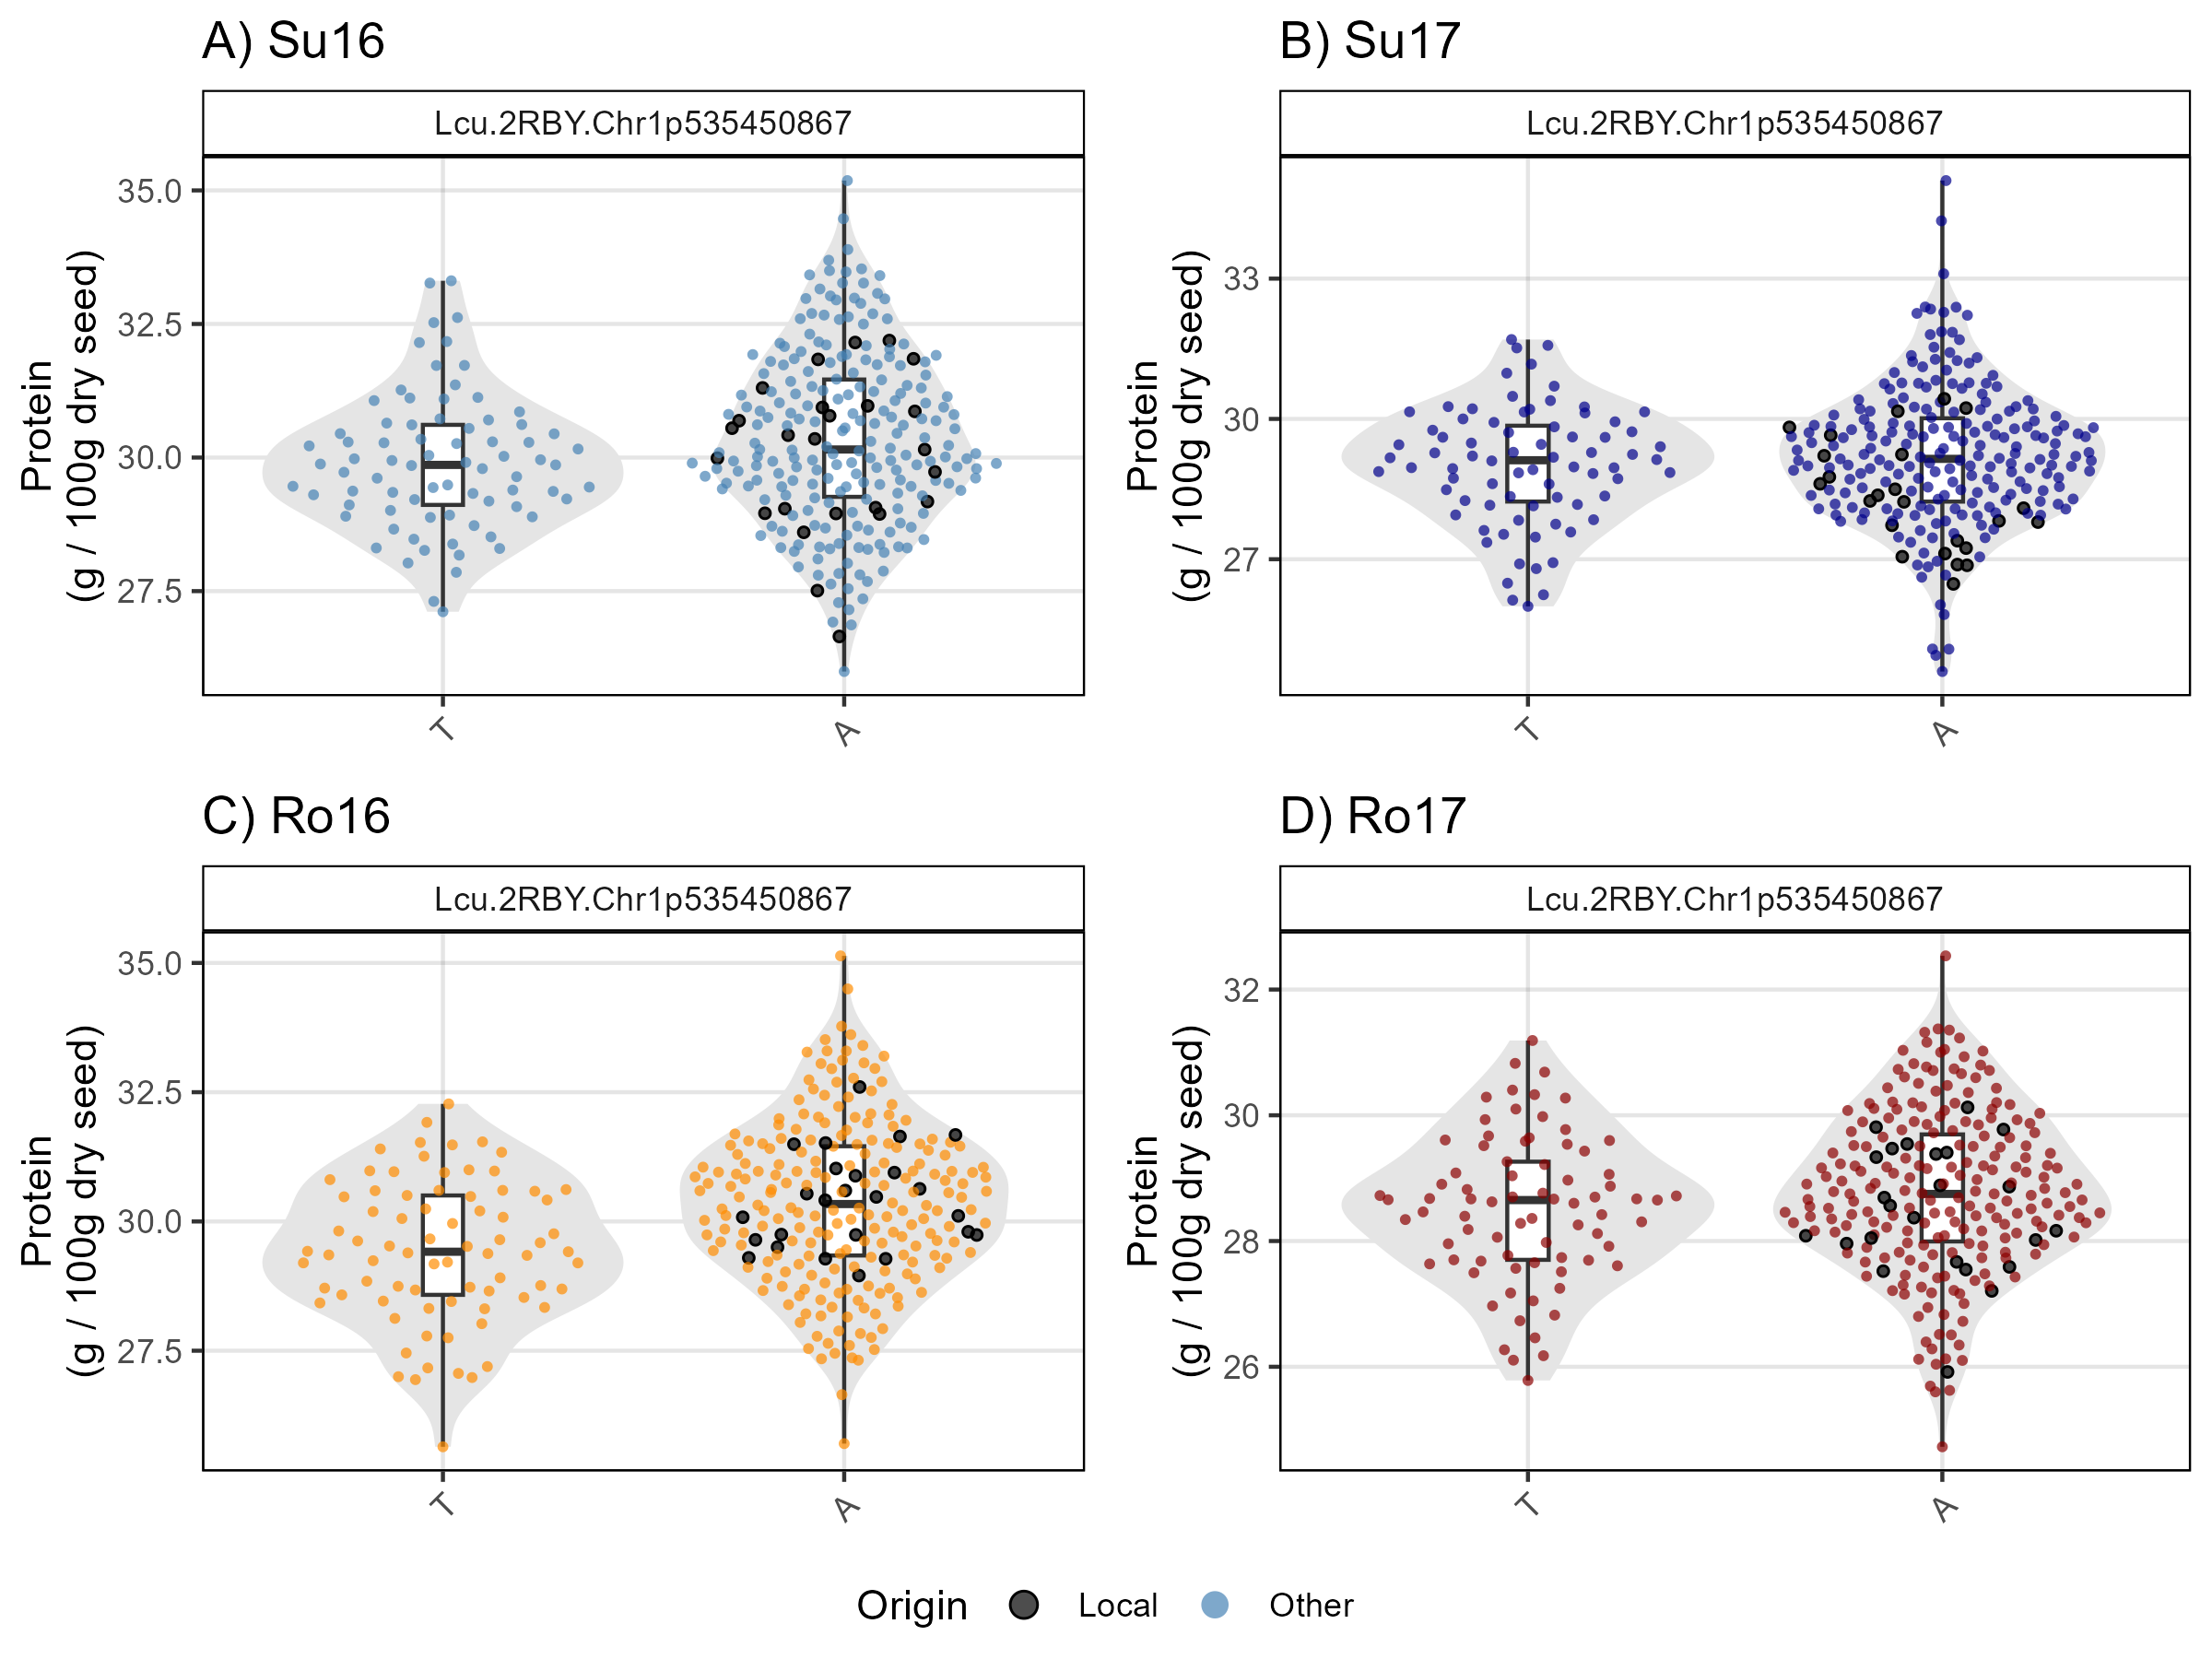 A) Su16
Lcu.2RBY.Chr1p535450867
Protein
(g / 100g dry seed)
35.0
32.5
30.0
27.5
T
A
B) Su17
Lcu.2RBY.Chr1p535450867
Protein
(g / 100g dry seed)
33
30
27
T
A
C) Ro16
Lcu.2RBY.Chr1p535450867
Protein
(g / 100g dry seed)
35.0
32.5
30.0
27.5
T
A
D) Ro17
Lcu.2RBY.Chr1p535450867
Protein
(g / 100g dry seed)
32
30
28
26
T
A
Origin Local Other